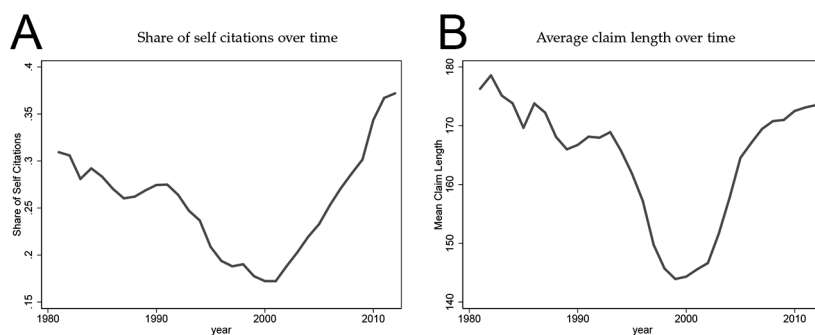 A
Share of self citations over time
.4
.35
.3
.25
.2
.15
Share of Self Citations
1980
1990
2000
2010
year
B
Average claim length over time
180
170
160
150
140
Mean Claim Length
1980
1990
2000
2010
year